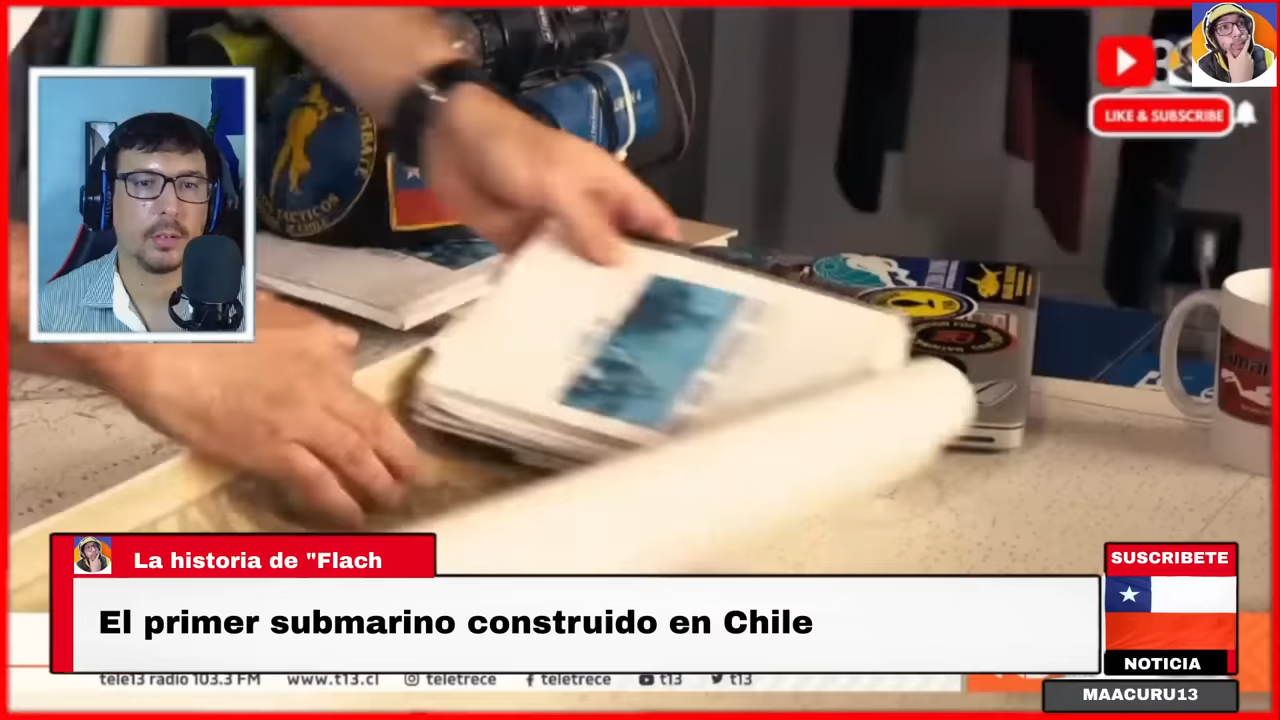 LIKE & SUBSCRIBE
La historia de "Flach
El primer submarino construido en Chile
SUSCRIBETE
NOTICIA
MAACURU13
tele13 radio 103.3 FM www.t13.cl teletrece teletrece t13 t13